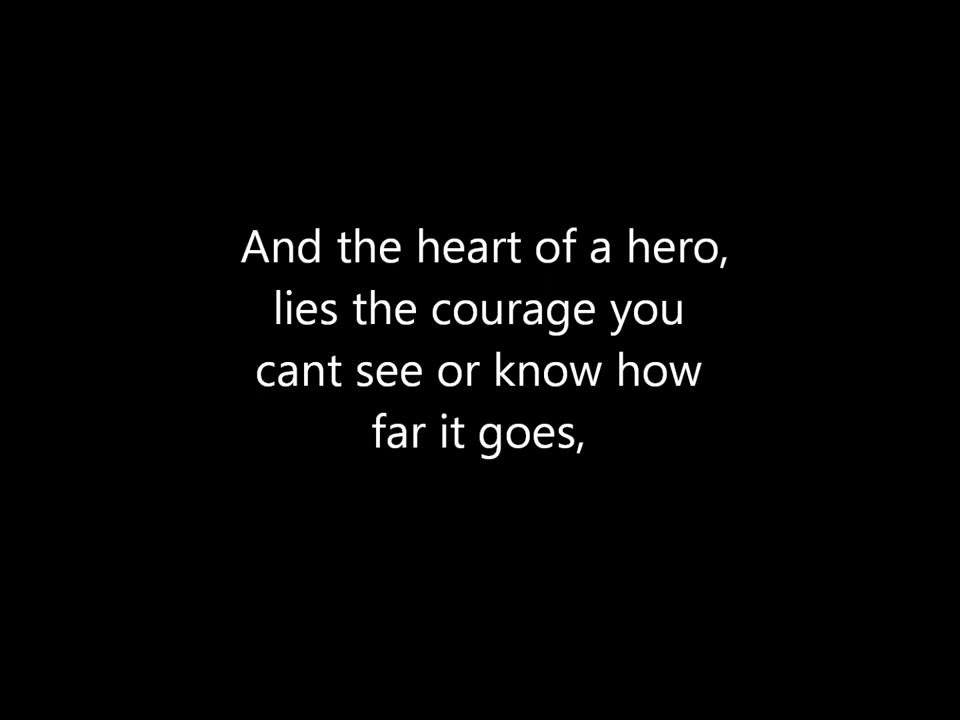 And the heart of a hero,
lies the courage you
cant see or know how
far it goes,